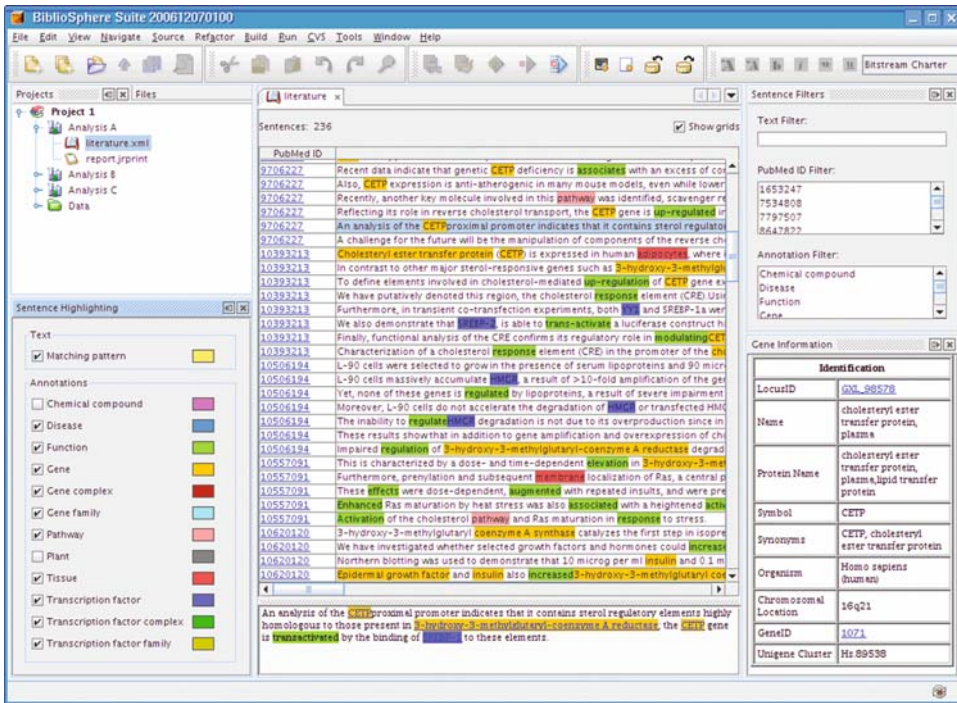 BiblioSphere Suite 200612070100
File Edit View Navigate Source Refactor Build Run CVS Tools Window Help
Bitstream Charter
Projects Files
Project 1
Analysis A
literature.xml
report.jrprint
Analysis B
Analysis C
Data
Sentence Highlighting
Text
Matching pattern
Annotations
Chemical compound
Disease
Function
Gene
Gene complex
Gene family
Pathway
Plant
Tissue
Transcription factor
Transcription factor complex
Transcription factor family
literature
Sentences: 236 Show grids
PubMed ID
9706227 Recent data indicate that genetic CETP deficiency is associates with an excess of
9706227 Also, CETP expression is anti-atherogenic in many mouse models, even while lower
9706227 Recently, another key molecule involved in this pathway was identified, scavenger
9706227 Reflecting its role in reverse cholesterol transport, the CETP gene is up-regulated
9706227 An analysis of the CETPproximal promoter indicates that it contains sterol regulato
9706227 A challenge for the future will be the manipulation of components of the reverse
10393213 Cholesteryl ester transfer protein (CETP) is expressed in human adipocytes, where
10393213 In contrast to other major sterol-responsive genes such as 3-hydroxy-3-methylgl
10393213 To define elements involved in cholesterol-mediated up-regulation of CETP gene
10393213 We have putatively denoted this region, the cholesterol response element (CRE).Usin
10393213 Furthermore, in transient co-transfection experiments, both YY1 and SREBP-1a
10393213 We also demonstrate that SREBP-2, is able to trans-activate a luciferase construct
10393213 Finally, functional analysis of the CRE confirms its regulatory role in modulatingCET
10393213 Characterization of a cholesterol response element (CRE) in the promoter of the
10506194 L-90 cells were selected to grow in the presence of serum lipoproteins and 90
10506194 L-90 cells massively accumulate HMGR, a result of >10-fold amplification of the
10506194 Yet, none of these genes is regulated by lipoproteins, a result of severe impairment
10506194 Moreover, L-90 cells do not accelerate the degradation of HMGR or transfected HMG
10506194 The inability to regulateHMGR degradation is not due to its overproduction since in
10506194 These results show that in addition to gene amplification and overexpression of
10506194 Impaired regulation of 3-hydroxy-3-methylglutaryl-coenzyme A reductase degrad
10557091 This is characterized by a dose- and time-dependent elevation in 3-hydroxy-3-met
10557091 Furthermore, prenylation and subsequent membrane localization of Ras, a central
10557091 These effects were dose-dependent, augmented with repeated insults, and were
10557091 Enhanced Ras maturation by heat stress was also associated with a heightened activ
10557091 Activation of the cholesterol pathway and Ras maturation in response to stress.
10620120 3-hydroxy-3-methylglutaryl coenzyme A synthase catalyzes the first step in
10620120 We have investigated whether selected growth factors and hormones could increase
10620120 Northern blotting was used to demonstrate that 10 microg per ml insulin and 0.1
10620120 Epidermal growth factor and insulin also increased3-hydroxy-3-methylglutaryl
An analysis of the CETPproximal promoter indicates that it contains sterol regulatory elements highly
homologous to those present in 3-hydroxy-3-methylglutaryl-coenzyme A reductase; the CETP gene
is transactivated by the binding of SREBP-1 to these elements.
Sentence Filters
Text Filter:
PubMed ID Filter:
1653247
7534808
7797507
8647822
Annotation Filter:
Chemical compound
Disease
Function
Gene
Gene Information
Identification
LocusID GXL_98578
Name cholesteryl ester
transfer protein,
plasma
Protein Name cholesteryl ester
transfer protein,
plasma,lipid transfer
protein
Symbol CETP
Synonyms CETP, cholesteryl
ester transfer protein
Organism Homo sapiens
(human)
Chromosomal
Location 16q21
GeneID 1071
Unigene Cluster Hs.89538